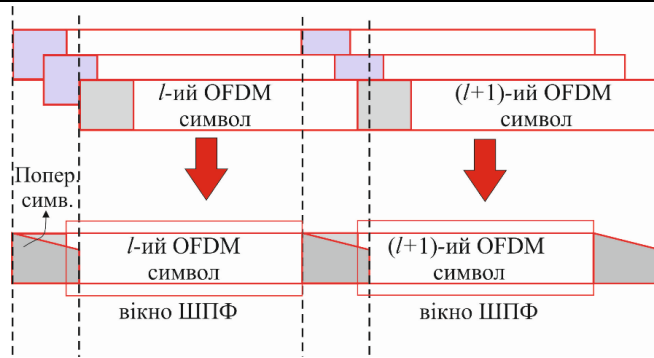 l-ий OFDM
символ
(l+1)-ий OFDM
символ
Попер.
симв.
l-ий OFDM
символ
(l+1)-ий OFDM
символ
вікно ШПФ
вікно ШПФ